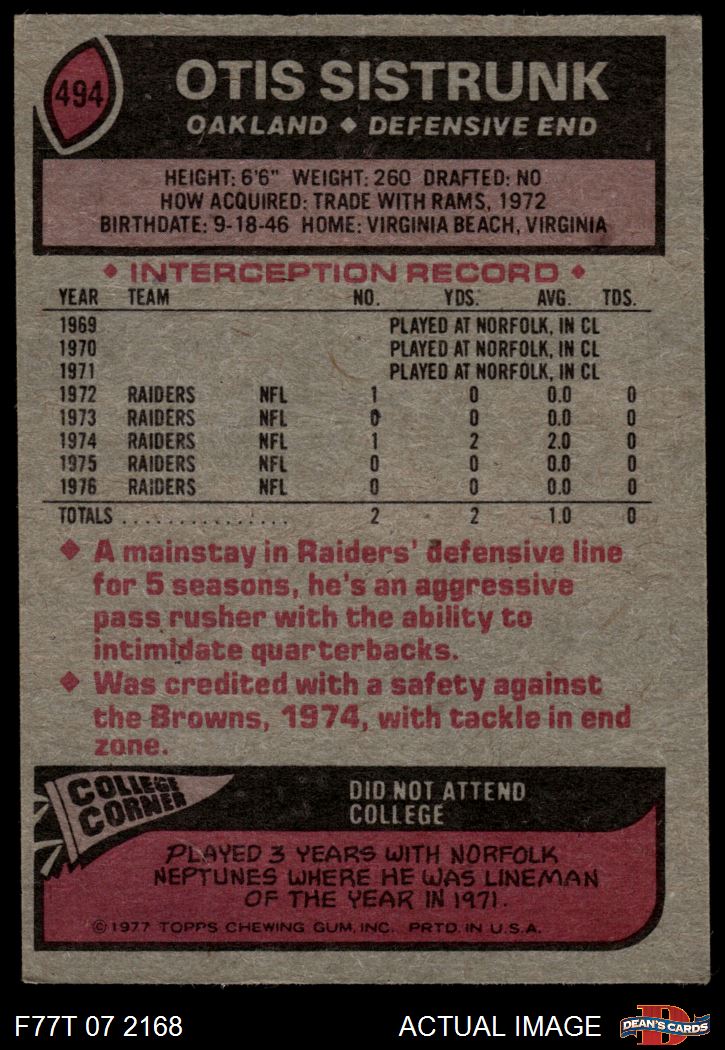 494
OTIS SISTRUNK
OAKLAND ◆ DEFENSIVE END
HEIGHT: 6'6" WEIGHT: 260 DRAFTED: NO
HOW ACQUIRED: TRADE WITH RAMS, 1972
BIRTHDATE: 9-18-46 HOME: VIRGINIA BEACH, VIRGINIA
◆ INTERCEPTION RECORD ◆
YEAR TEAM NO. YDS. AVG. TDS.
1969 PLAYED AT NORFOLK, IN CL
1970 PLAYED AT NORFOLK, IN CL
1971 PLAYED AT NORFOLK, IN CL
1972 RAIDERS NFL 1 0 0.0 0
1973 RAIDERS NFL 0 0 0.0 0
1974 RAIDERS NFL 1 2 2.0 0
1975 RAIDERS NFL 0 0 0.0 0
1976 RAIDERS NFL 0 0 0.0 0
TOTALS ................ 2 2 1.0 0
◆ A mainstay in Raiders' defensive line
for 5 seasons, he's an aggressive
pass rusher with the ability to
intimidate quarterbacks.
◆ Was credited with a safety against
the Browns, 1974, with tackle in end
zone.
COLLEGE
CORNER
DID NOT ATTEND
COLLEGE
PLAYED 3 YEARS WITH NORFOLK
NEPTUNES WHERE HE WAS LINEMAN
OF THE YEAR IN 1971.
©1977 TOPPS CHEWING GUM, INC. PRTD. IN U.S.A.
F77T 07 2168 ACTUAL IMAGE
D
DEAN'S CARDS